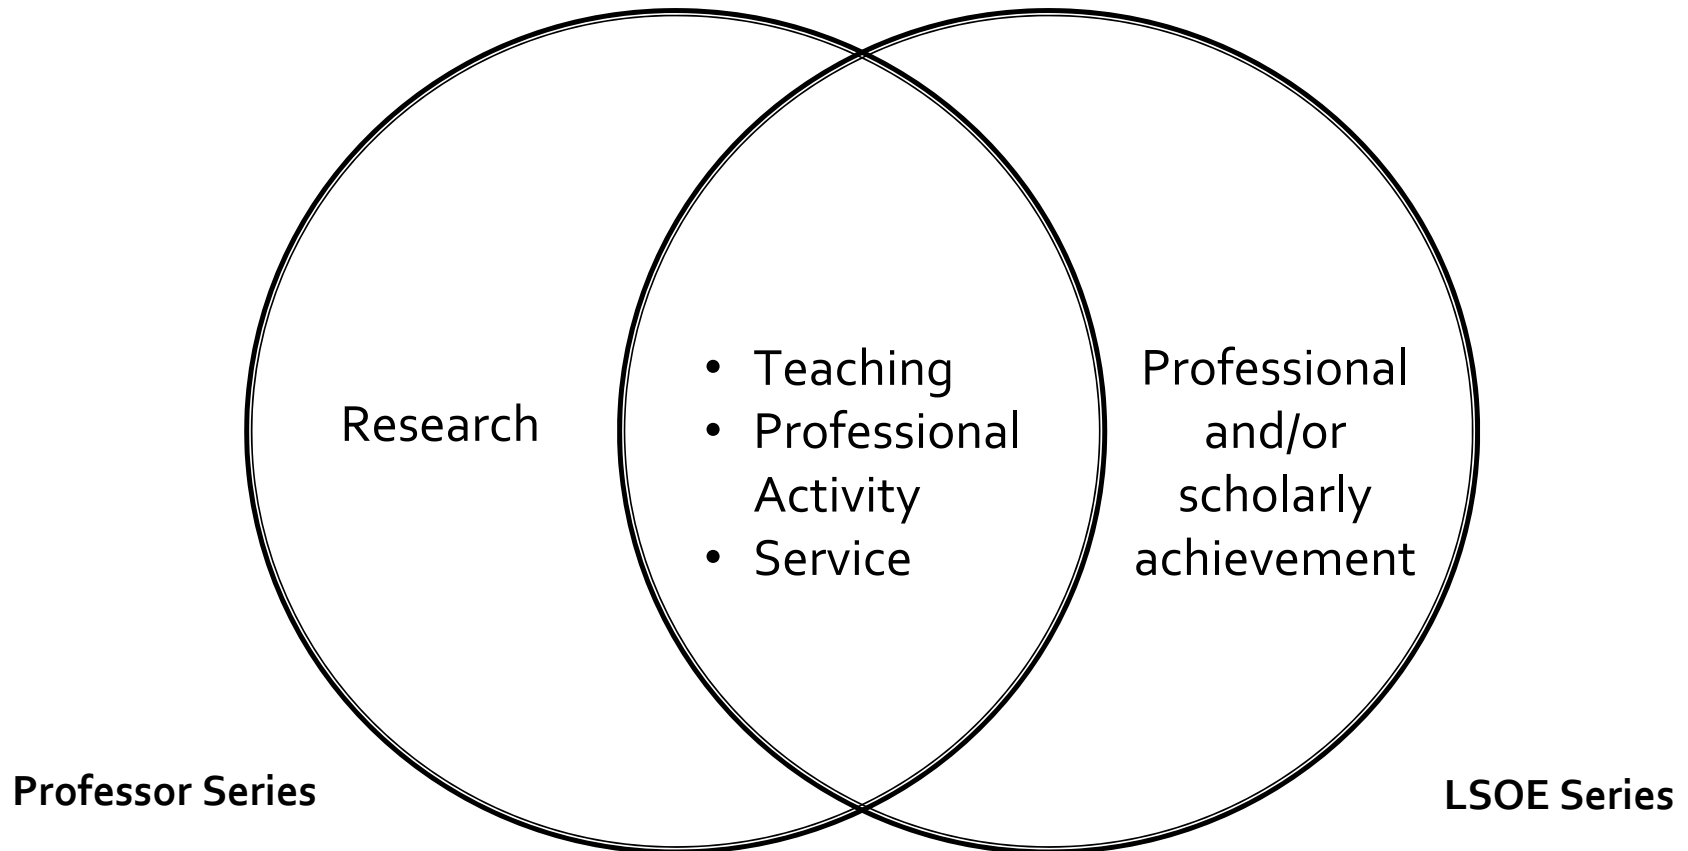 Research
• Teaching
• Professional
Activity
• Service
Professional
and/or
scholarly
achievement
Professor Series
LSOE Series